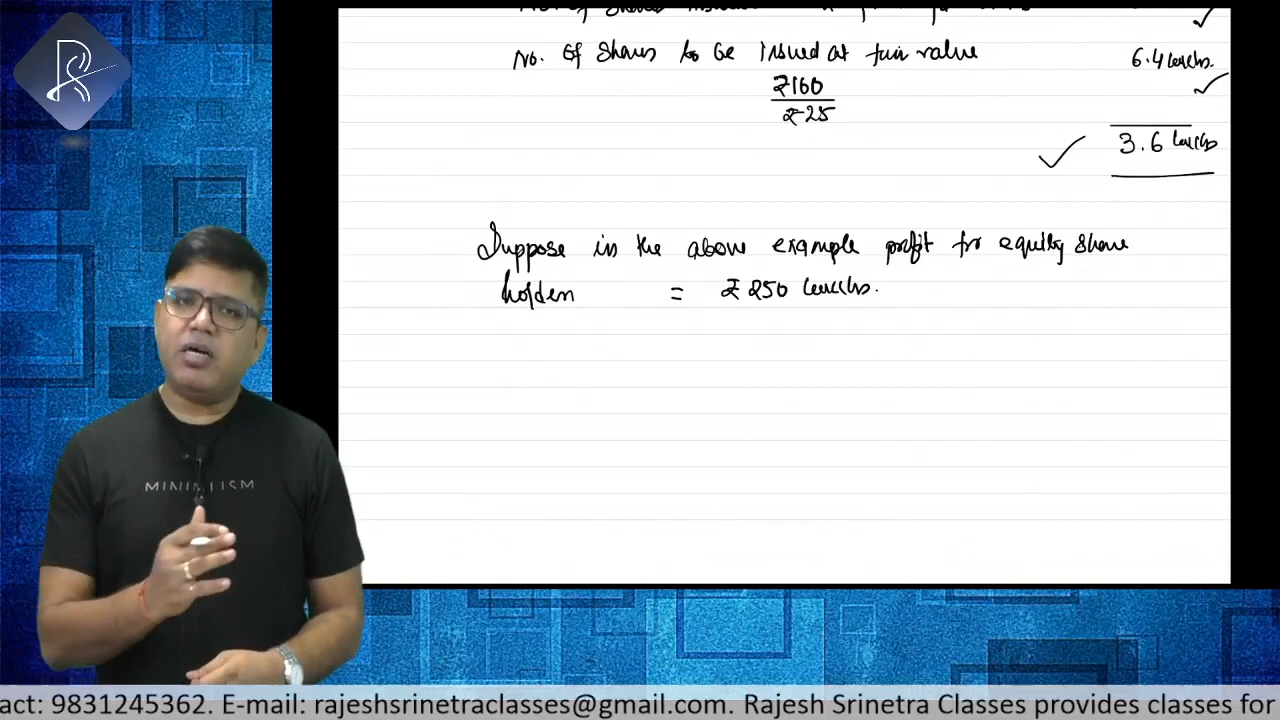 No. of Shares to be issued at fair value
6.4 lakhs.
₹160
₹25
3.6 lakhs
Suppose in the above example profit for equity share
holders = ₹250 lakhs.
MINIMLISM
act: 9831245362. E-mail: rajeshsrinetraclasses@gmail.com. Rajesh Srinetra Classes provides classes for